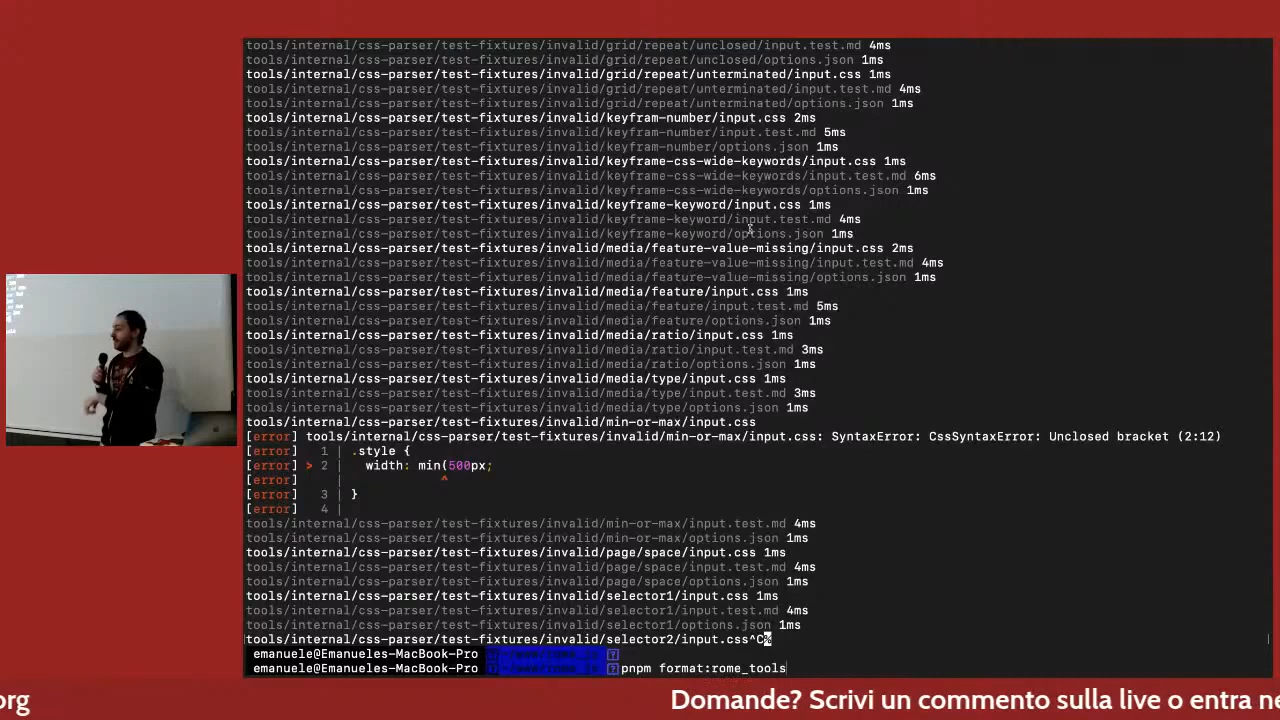 tools/internal/css-parser/test-fixtures/invalid/grid/repeat/unclosed/input.test.md 4ms
tools/internal/css-parser/test-fixtures/invalid/grid/repeat/unclosed/options.json 1ms
tools/internal/css-parser/test-fixtures/invalid/grid/repeat/unterminated/input.css 1ms
tools/internal/css-parser/test-fixtures/invalid/grid/repeat/unterminated/input.test.md 4ms
tools/internal/css-parser/test-fixtures/invalid/grid/repeat/unterminated/options.json 1ms
tools/internal/css-parser/test-fixtures/invalid/keyfram-number/input.css 2ms
tools/internal/css-parser/test-fixtures/invalid/keyfram-number/input.test.md 5ms
tools/internal/css-parser/test-fixtures/invalid/keyfram-number/options.json 1ms
tools/internal/css-parser/test-fixtures/invalid/keyframe-css-wide-keywords/input.css 1ms
tools/internal/css-parser/test-fixtures/invalid/keyframe-css-wide-keywords/input.test.md 6ms
tools/internal/css-parser/test-fixtures/invalid/keyframe-css-wide-keywords/options.json 1ms
tools/internal/css-parser/test-fixtures/invalid/keyframe-keyword/input.css 1ms
tools/internal/css-parser/test-fixtures/invalid/keyframe-keyword/input.test.md 4ms
tools/internal/css-parser/test-fixtures/invalid/keyframe-keyword/options.json 1ms
tools/internal/css-parser/test-fixtures/invalid/media/feature-value-missing/input.css 2ms
tools/internal/css-parser/test-fixtures/invalid/media/feature-value-missing/input.test.md 4ms
tools/internal/css-parser/test-fixtures/invalid/media/feature-value-missing/options.json 1ms
tools/internal/css-parser/test-fixtures/invalid/media/feature/input.css 1ms
tools/internal/css-parser/test-fixtures/invalid/media/feature/input.test.md 5ms
tools/internal/css-parser/test-fixtures/invalid/media/feature/options.json 1ms
tools/internal/css-parser/test-fixtures/invalid/media/ratio/input.css 1ms
tools/internal/css-parser/test-fixtures/invalid/media/ratio/input.test.md 3ms
tools/internal/css-parser/test-fixtures/invalid/media/ratio/options.json 1ms
tools/internal/css-parser/test-fixtures/invalid/media/type/input.css 1ms
tools/internal/css-parser/test-fixtures/invalid/media/type/input.test.md 3ms
tools/internal/css-parser/test-fixtures/invalid/media/type/options.json 1ms
tools/internal/css-parser/test-fixtures/invalid/min-or-max/input.css
[error] tools/internal/css-parser/test-fixtures/invalid/min-or-max/input.css: SyntaxError: CssSyntaxError: Unclosed bracket (2:12)
[error]   1 | .style {
[error] > 2 |   width: min(500px;
[error]     |            ^
[error]   3 | }
[error]   4 |
tools/internal/css-parser/test-fixtures/invalid/min-or-max/input.test.md 4ms
tools/internal/css-parser/test-fixtures/invalid/min-or-max/options.json 1ms
tools/internal/css-parser/test-fixtures/invalid/page/space/input.css 1ms
tools/internal/css-parser/test-fixtures/invalid/page/space/input.test.md 4ms
tools/internal/css-parser/test-fixtures/invalid/page/space/options.json 1ms
tools/internal/css-parser/test-fixtures/invalid/selector1/input.css 1ms
tools/internal/css-parser/test-fixtures/invalid/selector1/input.test.md 4ms
tools/internal/css-parser/test-fixtures/invalid/selector1/options.json 1ms
tools/internal/css-parser/test-fixtures/invalid/selector2/input.css^C%
emanuele@Emanueles-MacBook-Pro
emanuele@Emanueles-MacBook-Pro pnpm format:rome_tools
org Domande? Scrivi un commento sulla live o entra ne